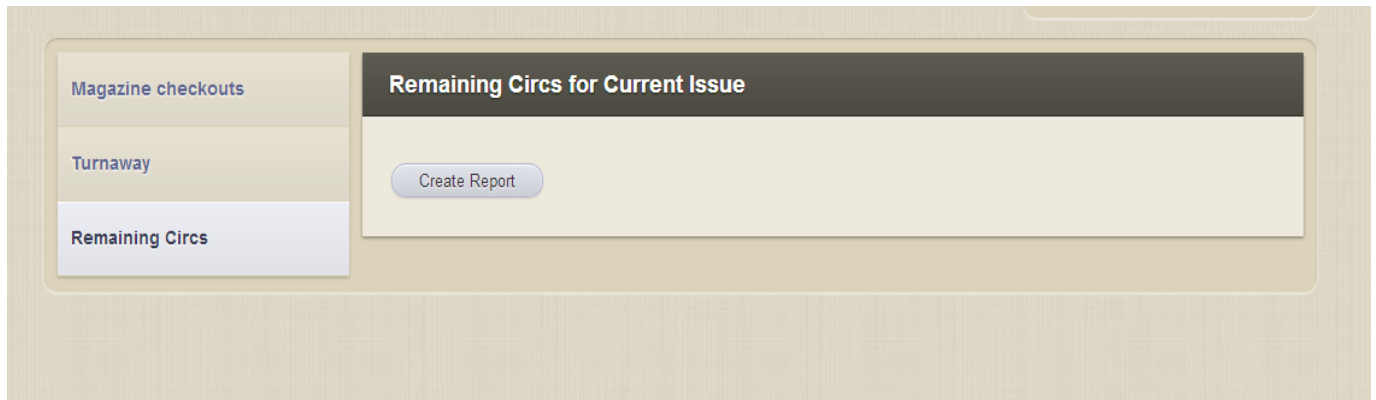 Magazine checkouts
Turnaway
Remaining Circs
Remaining Circs for Current Issue
Create Report